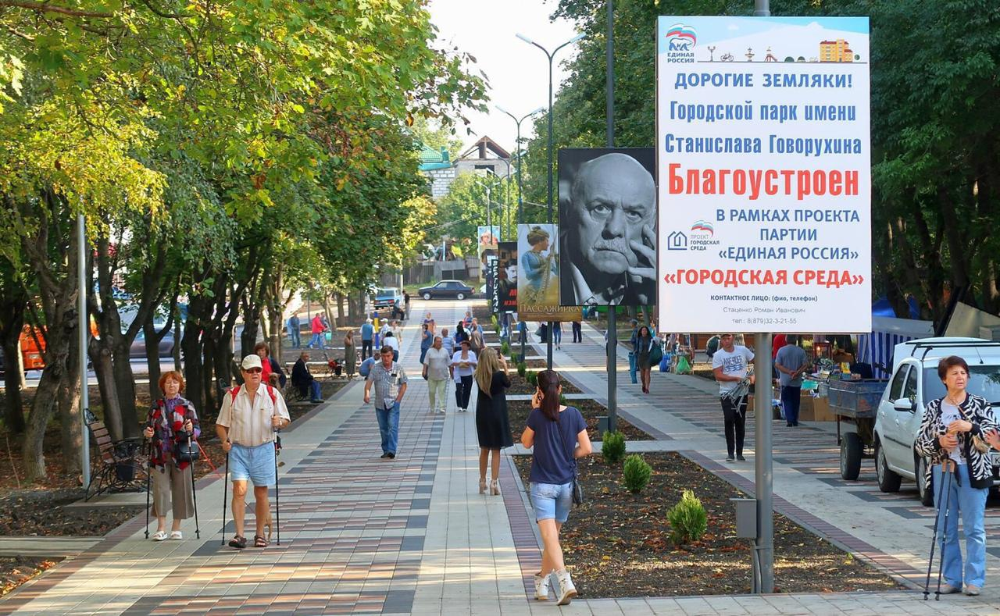 ЕДИНАЯ
РОССИЯ
ДОРОГИЕ ЗЕМЛЯКИ!
Городской парк имени
Станислава Говорухина
Благоустроен
В РАМКАХ ПРОЕКТА
ПАРТИИ
«ЕДИНАЯ РОССИЯ»
ПРОЕКТ
ГОРОДСКАЯ
СРЕДА
«ГОРОДСКАЯ СРЕДА»
КОНТАКТНОЕ ЛИЦО: (фио, телефон)
Стаценко Роман Иванович
тел.: 8(879)32-3-21-55
ПАССАЖИРКА
ВЕРТИКАЛЬ